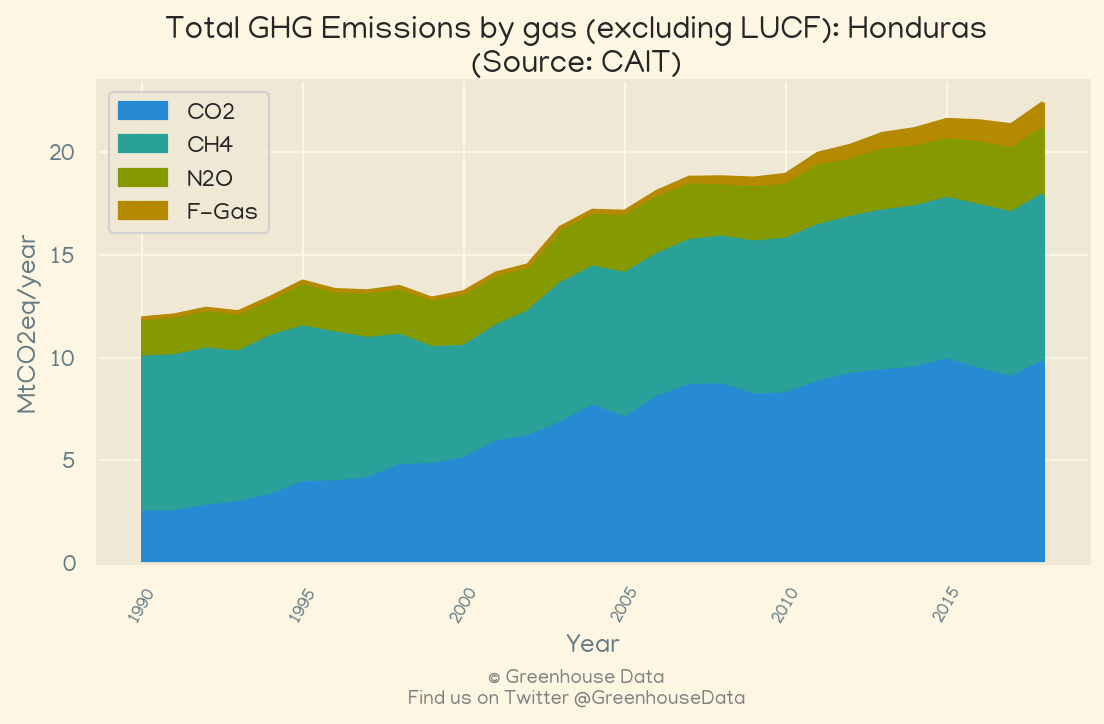 Total GHG Emissions by gas (excluding LUCF): Honduras
(Source: CAIT)
CO2
CH4
N2O
F-Gas
20
15
10
5
0
MtCO2eq/year
1990
1995
2000
2005
2010
2015
Year
© Greenhouse Data
Find us on Twitter @GreenhouseData